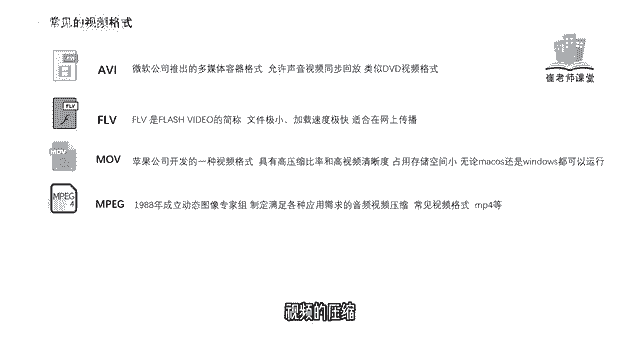 常见的视频格式
崔老师课堂
AVI 微软公司推出的多媒体容器格式 允许声音视频同步回放 类似DVD视频格式
FLV
FLV FLV 是FLASH VIDEO的简称 文件极小、加载速度极快 适合在网上传播
MOV
MOV 苹果公司开发的一种视频格式 具有高压缩比率和高视频清晰度 占用存储空间小 无论macos还是windows都可以运行
MPEG
4
MPEG 1988年成立动态图像专家组 制定满足各种应用需求的音频视频压缩 常见视频格式 mp4等
视频的压缩